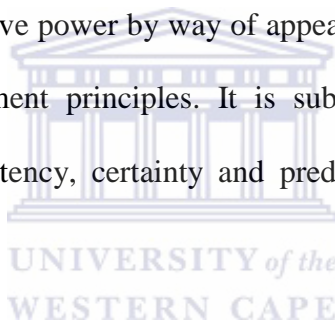 ve power by way of appea
ment principles. It is sub
tency, certainty and pred
UNIVERSITY of the
WESTERN CAPE